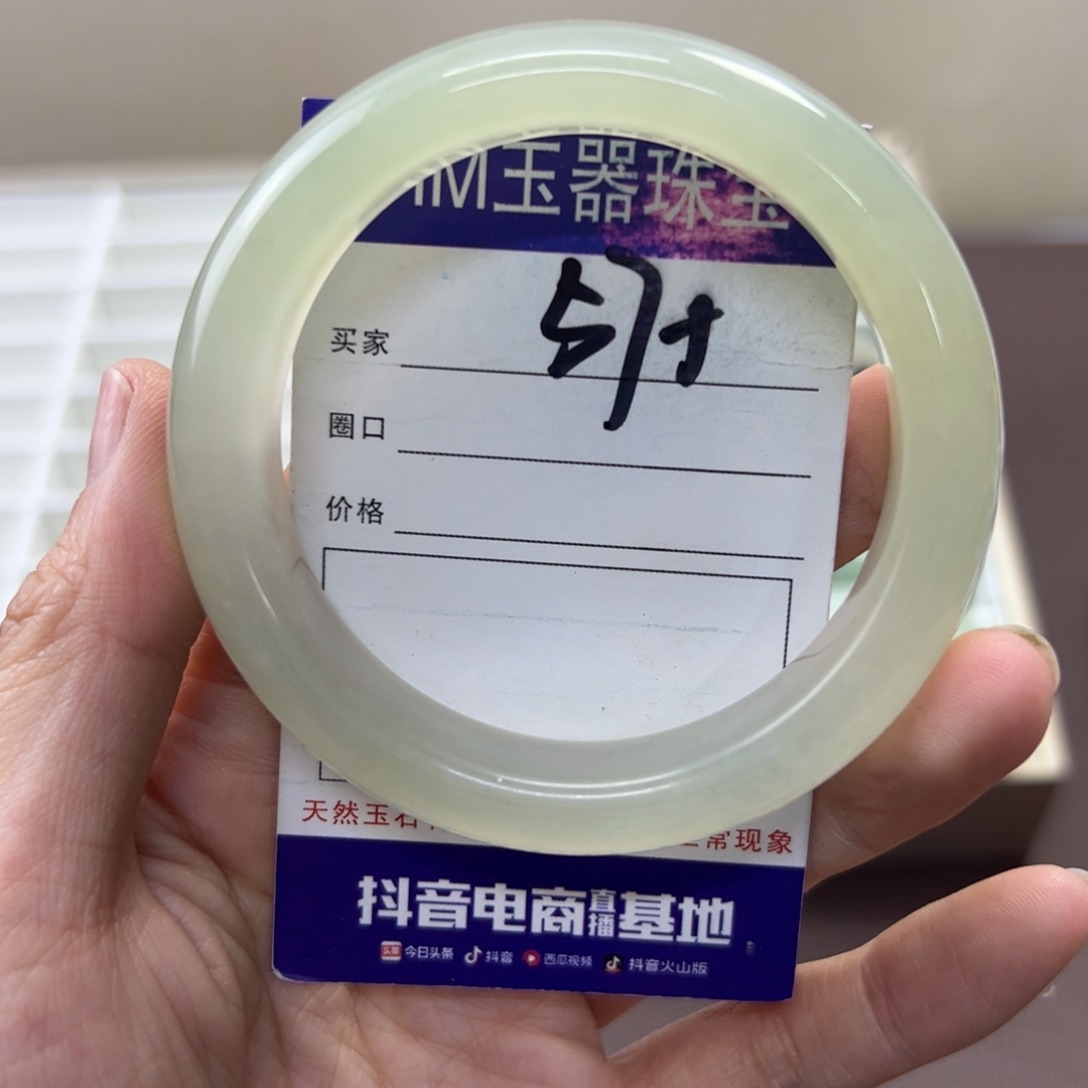 玉器珠宝
买家
圈口
价格
天然玉石
常现象
抖音电商直播基地
今日头条 抖音 西瓜视频 抖音火山版